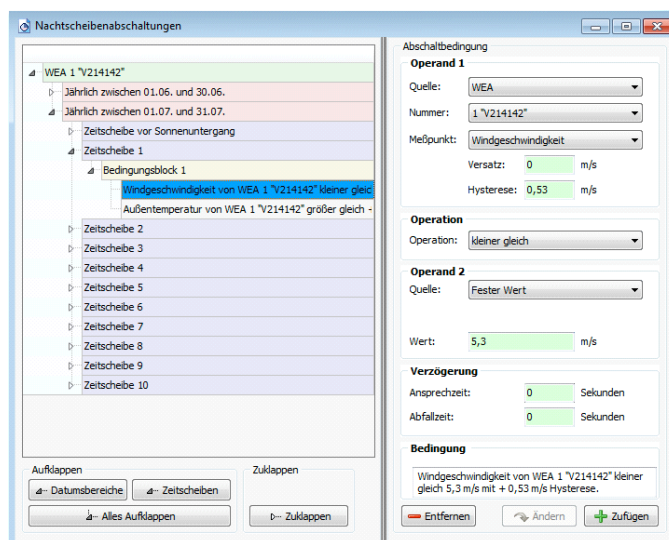 Nachtscheibenabschaltungen
WEA 1 "V214142"
Jährlich zwischen 01.06. und 30.06.
Jährlich zwischen 01.07. und 31.07.
Zeitscheibe vor Sonnenuntergang
Zeitscheibe 1
Bedingungsblock 1
Windgeschwindigkeit von WEA 1 "V214142" kleiner gleic
Außentemperatur von WEA 1 "V214142" größer gleich -
Zeitscheibe 2
Zeitscheibe 3
Zeitscheibe 4
Zeitscheibe 5
Zeitscheibe 6
Zeitscheibe 7
Zeitscheibe 8
Zeitscheibe 9
Zeitscheibe 10
Aufklappen
Datumsbereiche
Zeitscheiben
Alles Aufklappen
Zuklappen
Zuklappen
Abschaltbedingung
Operand 1
Quelle: WEA
Nummer: 1 "V214142"
Meßpunkt: Windgeschwindigkeit
Versatz: 0 m/s
Hysterese: 0,53 m/s
Operation
Operation: kleiner gleich
Operand 2
Quelle: Fester Wert
Wert: 5,3 m/s
Verzögerung
Ansprechzeit: 0 Sekunden
Abfallzeit: 0 Sekunden
Bedingung
Windgeschwindigkeit von WEA 1 "V214142" kleiner
gleich 5,3 m/s mit + 0,53 m/s Hysterese.
Entfernen
Ändern
Zufügen